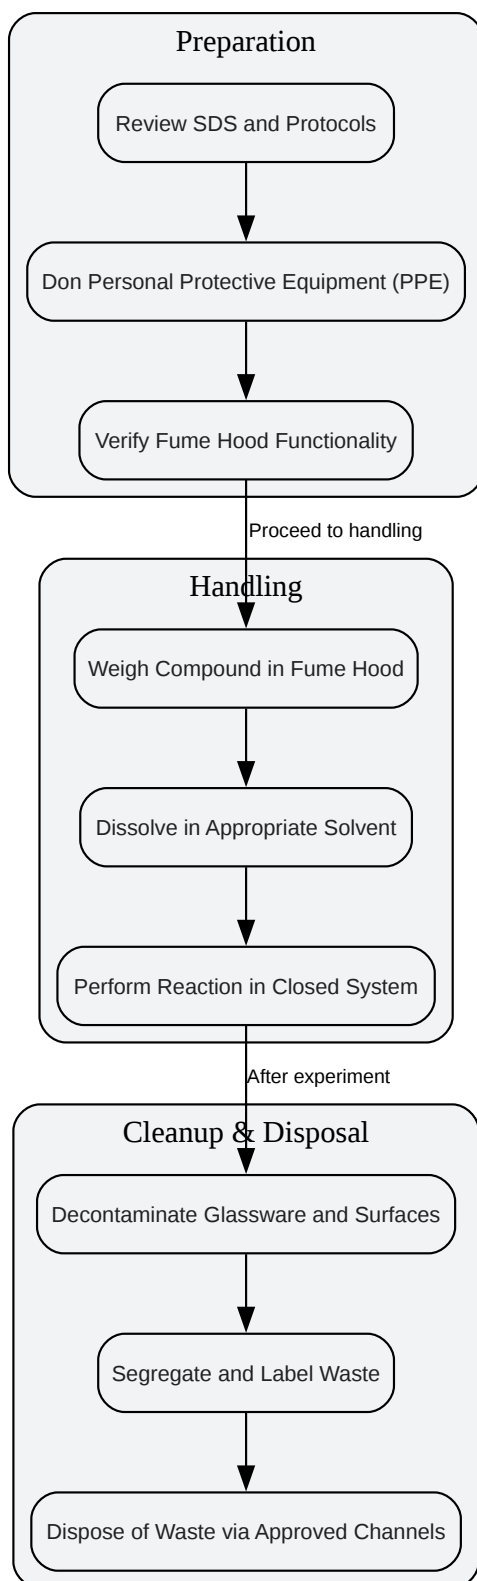 Preparation
Review SDS and Protocols
Don Personal Protective Equipment (PPE)
Verify Fume Hood Functionality
Proceed to handling
Handling
Weigh Compound in Fume Hood
Dissolve in Appropriate Solvent
Perform Reaction in Closed System
After experiment
Cleanup & Disposal
Decontaminate Glassware and Surfaces
Segregate and Label Waste
Dispose of Waste via Approved Channels